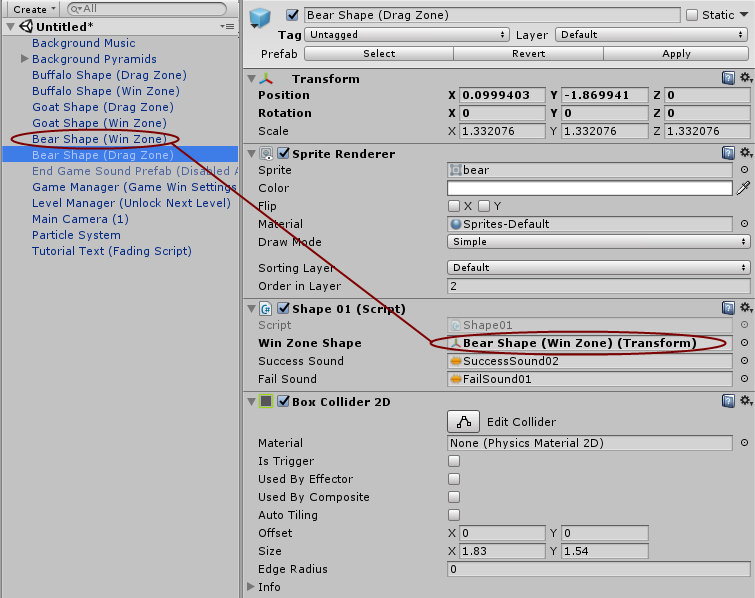 Create
All
Untitled*
Background Music
Background Pyramids
Buffalo Shape (Drag Zone)
Buffalo Shape (Win Zone)
Goat Shape (Drag Zone)
Goat Shape (Win Zone)
Bear Shape (Win Zone)
Bear Shape (Drag Zone)
End Game Sound Prefab (Disabled A
Game Manager (Game Win Settings
Level Manager (Unlock Next Level)
Main Camera (1)
Particle System
Tutorial Text (Fading Script)
Bear Shape (Drag Zone) Static
Tag Untagged Layer Default
Prefab Select Revert Apply
Transform
Position X 0.0999403 Y -1.869941 Z 0
Rotation X 0 Y 0 Z 0
Scale X 1.332076 Y 1.332076 Z 1.332076
Sprite Renderer
Sprite bear
Color
Flip X Y
Material Sprites-Default
Draw Mode Simple
Sorting Layer Default
Order in Layer 2
Shape 01 (Script)
Script Shape01
Win Zone Shape Bear Shape (Win Zone) (Transform)
Success Sound SuccessSound02
Fail Sound FailSound01
Box Collider 2D
Edit Collider
Material None (Physics Material 2D)
Is Trigger
Used By Effector
Used By Composite
Auto Tiling
Offset X 0 Y 0
Size X 1.83 Y 1.54
Edge Radius 0
Info